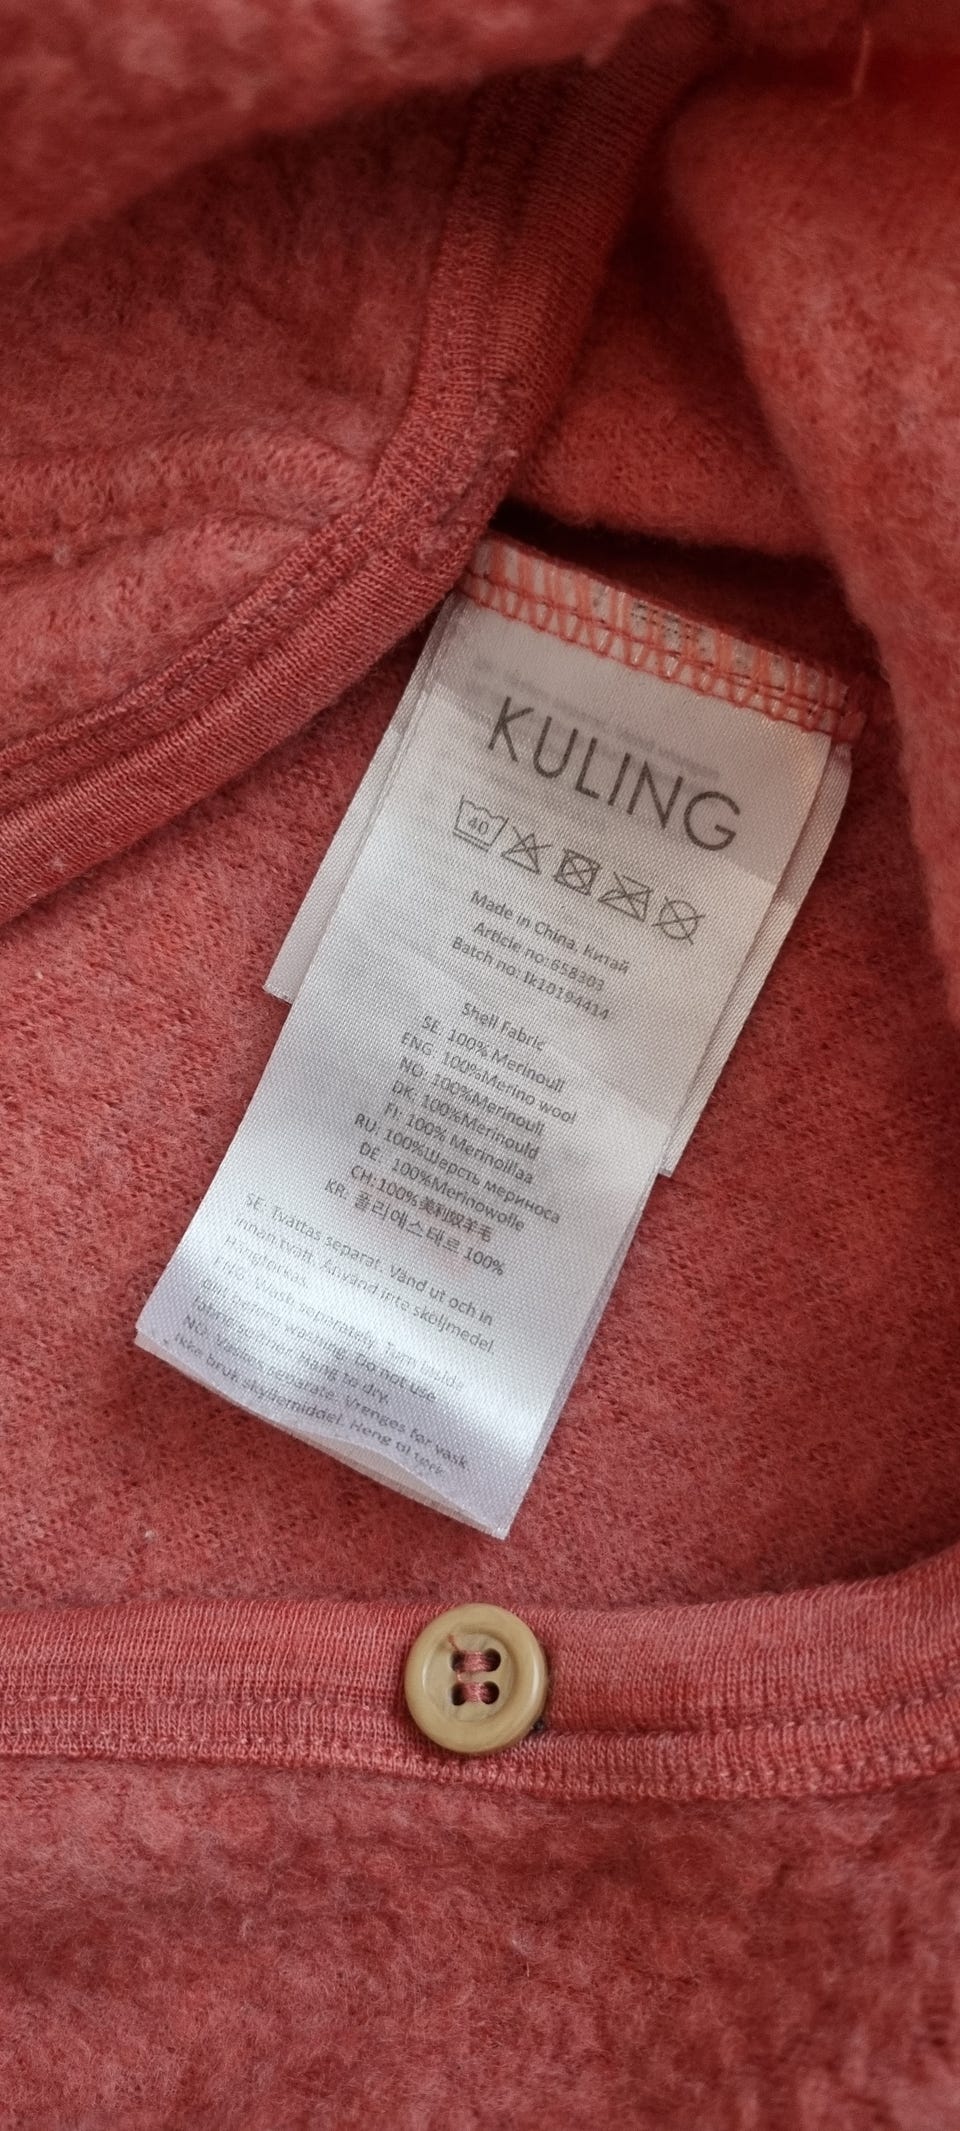 KULING
40
Made in China. Китай
Article no:658303
Batch no: lk10194414
Shell Fabric
SE: 100% Merinoull
ENG: 100%Merino wool
NO: 100%Merinoull
DK: 100%Merinould
FI: 100% Merinoillaa
RU: 100%Шерсть мериноса
DE: 100%Merinowolle
CH:100%美利奴羊毛
KR: 폴리에스테르 100%
SE: Tvättas separat. Vänd ut och in
innan tvätt. Använd inte sköljmedel.
Hängtorkas.
ENG: Wash separately. Turn inside
out before washing. Do not use
fabric softner. Hang to dry.
NO: Vaskes separate. Vrenges før vask.
Ikke bruk skyllemiddel. Heng til tørk.